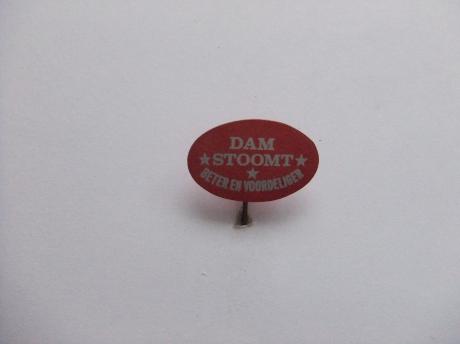 DAM
STOOMT
BETER EN VOORDELIGER